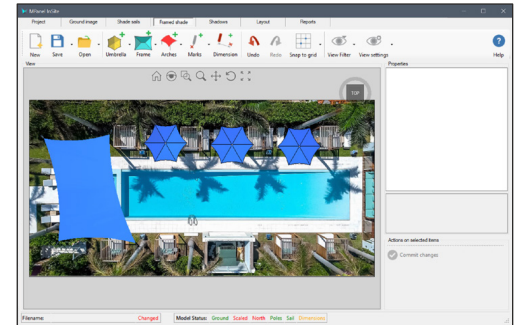 MPanel InSite
Project Ground image Shade sails Framed shade Shadows Layout Reports
New Save Open Umbrella Frame Arches Marks Dimension Undo Redo Snap to grid View Filter View settings Help
View Properties
TOP
Actions on selected items
Commit changes
Filename: Changed Model Status: Ground Scaled North Poles Sail Dimensions